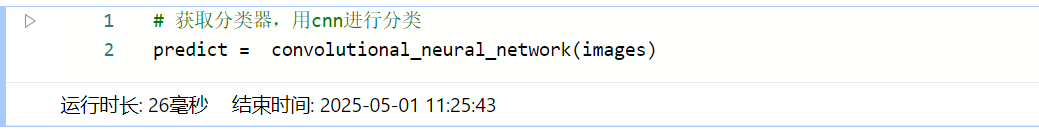 1 # 获取分类器，用cnn进行分类
2 predict =  convolutional_neural_network(images)
运行时长: 26毫秒 结束时间: 2025-05-01 11:25:43